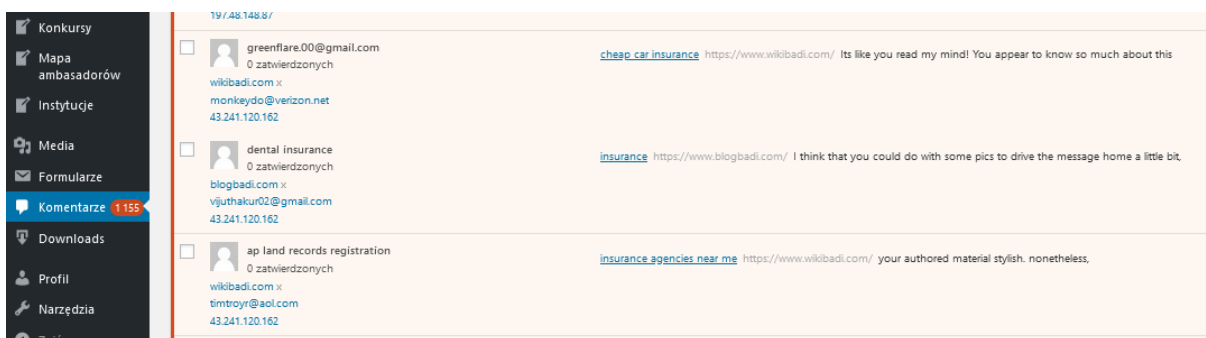 Konkursy
Mapa
ambasadorów
Instytucje
Media
Formularze
Komentarze 1 155
Downloads
Profil
Narzędzia
197.48.148.87
greenflare.00@gmail.com
0 zatwierdzonych
wikibadi.com x
monkeydo@verizon.net
43.241.120.162
cheap car insurance https://www.wikibadi.com/ Its like you read my mind! You appear to know so much about this
dental insurance
0 zatwierdzonych
blogbadi.com x
vijuthakur02@gmail.com
43.241.120.162
insurance https://www.blogbadi.com/ I think that you could do with some pics to drive the message home a little bit,
ap land records registration
0 zatwierdzonych
wikibadi.com x
timtroyr@aol.com
43.241.120.162
insurance agencies near me https://www.wikibadi.com/ your authored material stylish. nonetheless,